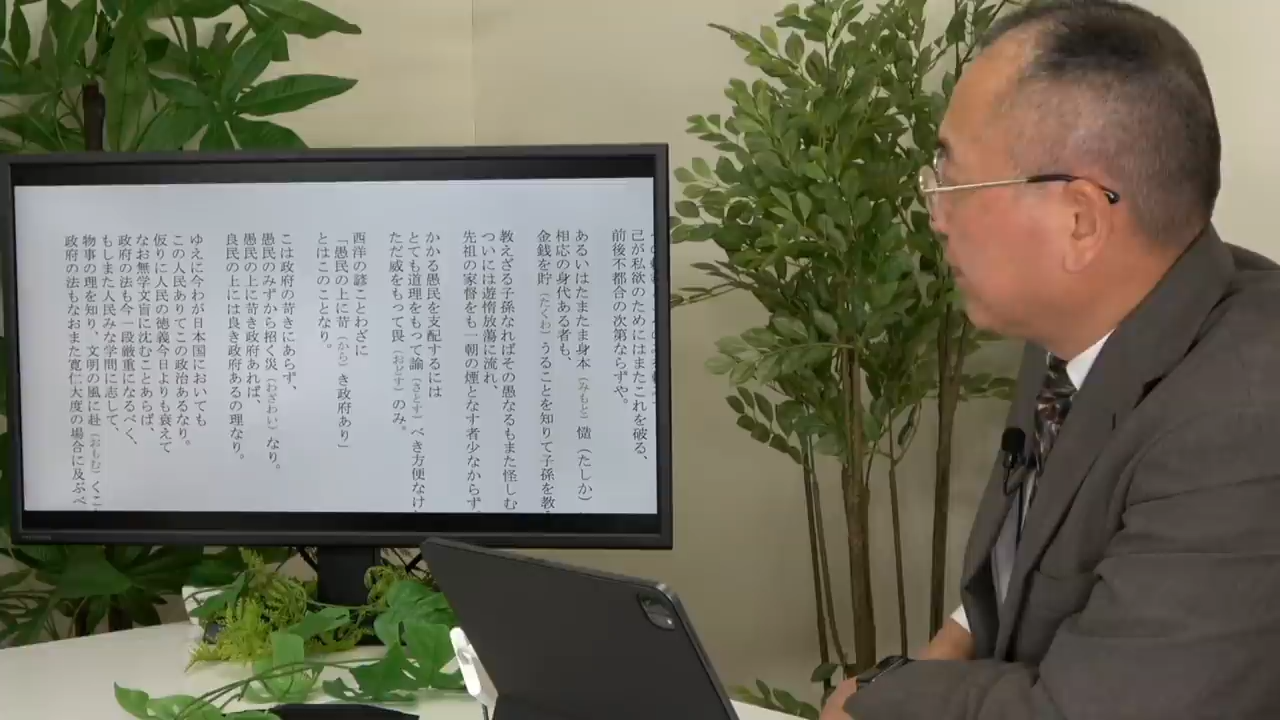 己が私欲のためにはまたこれを破る、
前後不都合の次第ならずや。
あるいはたまたま身本（みもと）慥（たしか）
相応の身代ある者も、
金銭を貯（たくわ）うることを知りて子孫を教
教えざる子孫なればその愚なるもまた怪しむ
ついには遊惰放蕩に流れ、
先祖の家督をも一朝の煙となす者少なからず
かかる愚民を支配するには
とても道理をもって諭（さとす）べき方便なけ
ただ威をもって畏（おどす）のみ。
西洋の諺ことわざに
「愚民の上に苛（から）き政府あり」
とはこのことなり。
こは政府の苛きにあらず、
愚民のみずから招く災（わざわい）なり。
愚民の上に苛き政府あれば、
良民の上には良き政府あるの理なり。
ゆえに今わが日本国においても
この人民ありてこの政治あるなり。
仮りに人民の徳義今日よりも衰えて
なお無学文盲に沈むことあらば、
政府の法も今一段厳重になるべく、
もしまた人民みな学問に志して、
物事の理を知り、文明の風に赴（おもむ）くこ
政府の法もなおまた寛仁大度の場合に及ぶべ